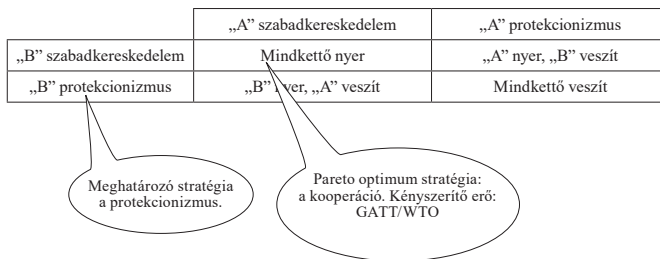 „A” szabadkereskedelem „A” protekcionizmus
„B” szabadkereskedelem Mindkettő nyer „A” nyer, „B” veszít
„B” protekcionizmus „B” nyer, „A” veszít Mindkettő veszít
Meghatározó stratégia
a protekcionizmus.
Pareto optimum stratégia:
a kooperáció. Kényszerítő erő:
GATT/WTO